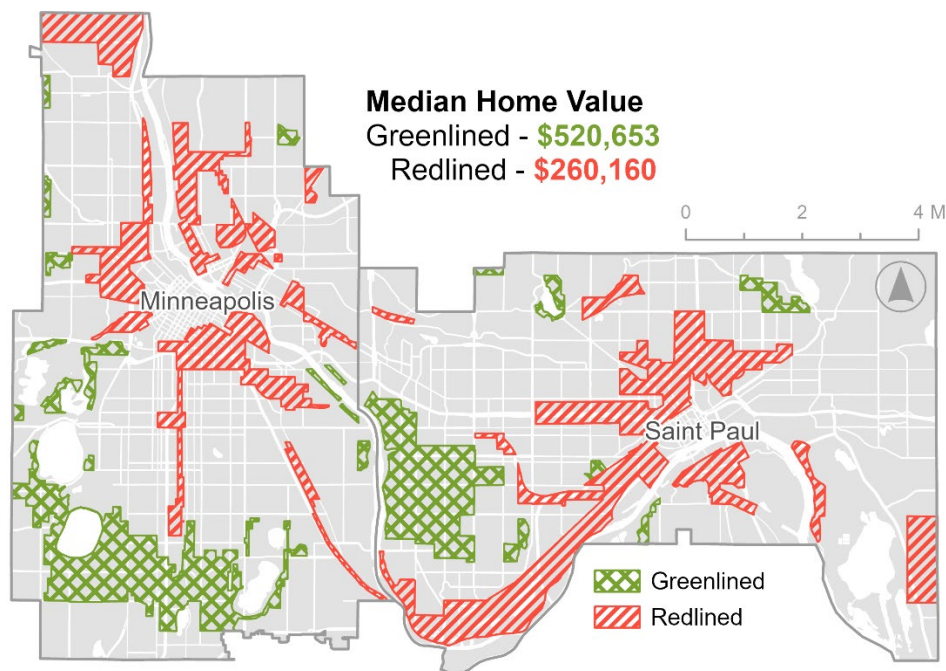 Median Home Value
Greenlined - $520,653
Redlined - $260,160
0 2 4 M
Minneapolis
Saint Paul
Greenlined
Redlined